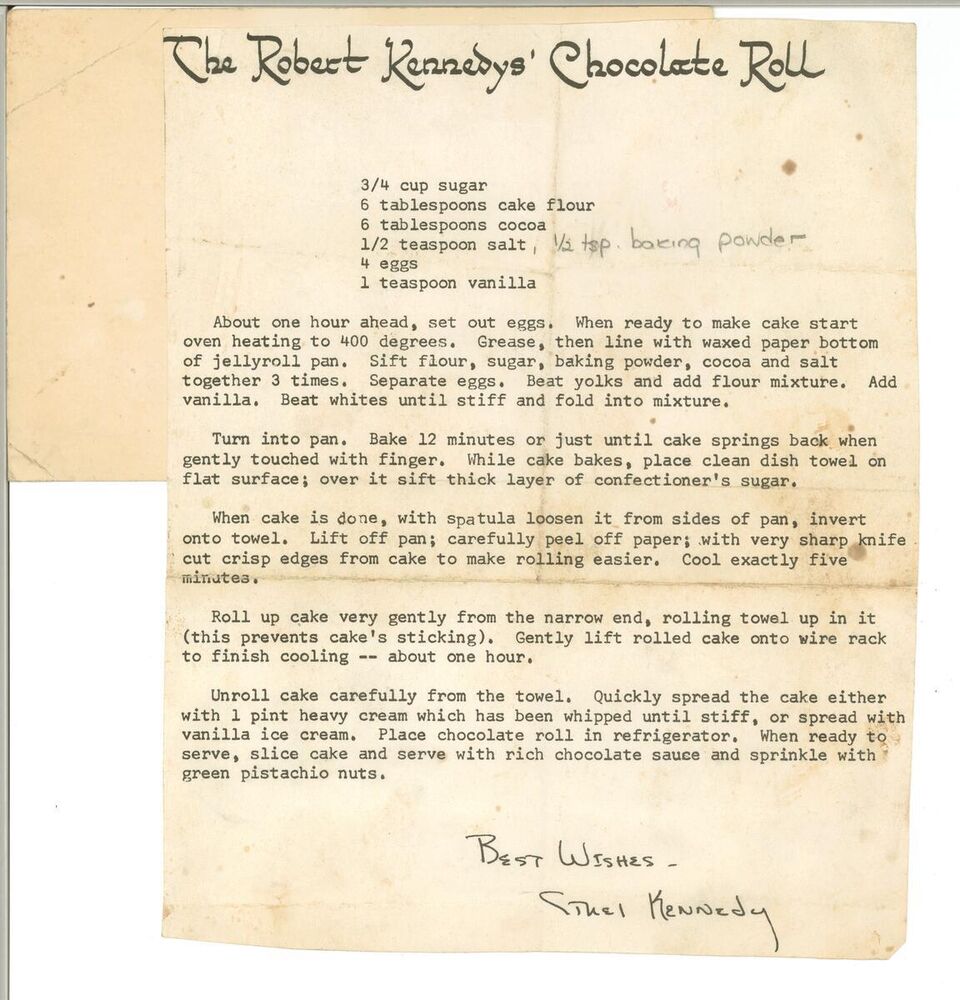 The Robert Kennedys' Chocolate Roll
3/4 cup sugar
6 tablespoons cake flour
6 tablespoons cocoa
1/2 teaspoon salt, 1/2 tsp. baking powder
4 eggs
1 teaspoon vanilla
About one hour ahead, set out eggs. When ready to make cake start
oven heating to 400 degrees. Grease, then line with waxed paper bottom
of jellyroll pan. Sift flour, sugar, baking powder, cocoa and salt
together 3 times. Separate eggs. Beat yolks and add flour mixture. Add
vanilla. Beat whites until stiff and fold into mixture.
Turn into pan. Bake 12 minutes or just until cake springs back when
gently touched with finger. While cake bakes, place clean dish towel on
flat surface; over it sift thick layer of confectioner's sugar.
When cake is done, with spatula loosen it from sides of pan, invert
onto towel. Lift off pan; carefully peel off paper; with very sharp knife
cut crisp edges from cake to make rolling easier. Cool exactly five
minutes.
Roll up cake very gently from the narrow end, rolling towel up in it
(this prevents cake's sticking). Gently lift rolled cake onto wire rack
to finish cooling -- about one hour.
Unroll cake carefully from the towel. Quickly spread the cake either
with 1 pint heavy cream which has been whipped until stiff, or spread with
vanilla ice cream. Place chocolate roll in refrigerator. When ready to
serve, slice cake and serve with rich chocolate sauce and sprinkle with
green pistachio nuts.
Best Wishes -
Ethel Kennedy